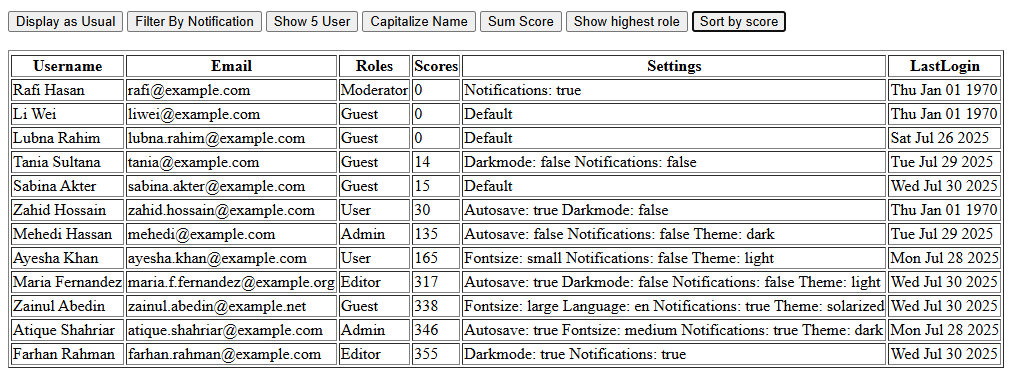 Display as Usual Filter By Notification Show 5 User Capitalize Name Sum Score Show highest role Sort by score
Username Email Roles Scores Settings LastLogin
Rafi Hasan rafi@example.com Moderator 0 Notifications: true Thu Jan 01 1970
Li Wei liwei@example.com Guest 0 Default Thu Jan 01 1970
Lubna Rahim lubna.rahim@example.com Guest 0 Default Sat Jul 26 2025
Tania Sultana tania@example.com Guest 14 Darkmode: false Notifications: false Tue Jul 29 2025
Sabina Akter sabina.akter@example.com Guest 15 Default Wed Jul 30 2025
Zahid Hossain zahid.hossain@example.com User 30 Autosave: true Darkmode: false Thu Jan 01 1970
Mehedi Hassan mehedi@example.com Admin 135 Autosave: false Notifications: false Theme: dark Tue Jul 29 2025
Ayesha Khan ayesha.khan@example.com User 165 Fontsize: small Notifications: false Theme: light Mon Jul 28 2025
Maria Fernandez maria.f.fernandez@example.org Editor 317 Autosave: true Darkmode: false Notifications: false Theme: light Wed Jul 30 2025
Zainul Abedin zainul.abedin@example.net Guest 338 Fontsize: large Language: en Notifications: true Theme: solarized Wed Jul 30 2025
Atique Shahriar atique.shahriar@example.com Admin 346 Autosave: true Fontsize: medium Notifications: true Theme: dark Mon Jul 28 2025
Farhan Rahman farhan.rahman@example.com Editor 355 Darkmode: true Notifications: true Wed Jul 30 2025